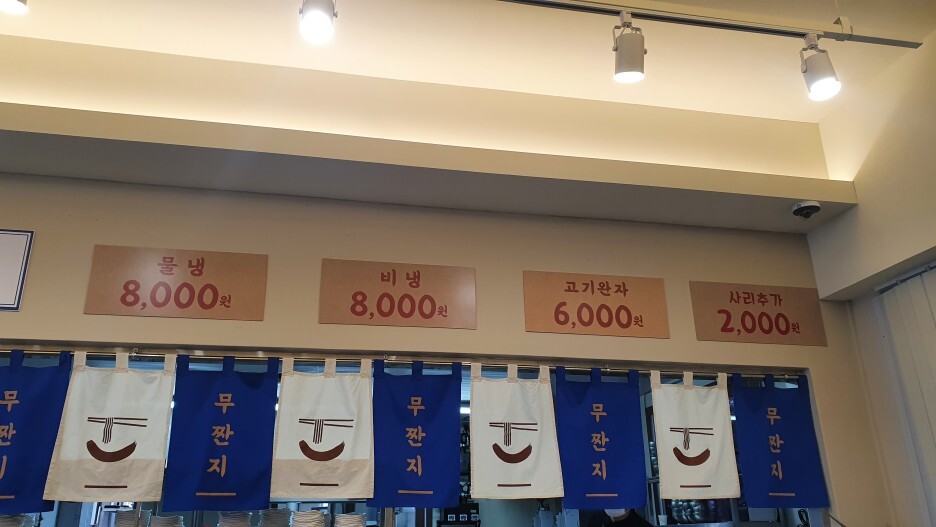 물냉
8,000원
비냉
8,000원
고기완자
6,000원
사리추가
2,000원
무짠지
무짠지
무짠지
무짠지
무짠지